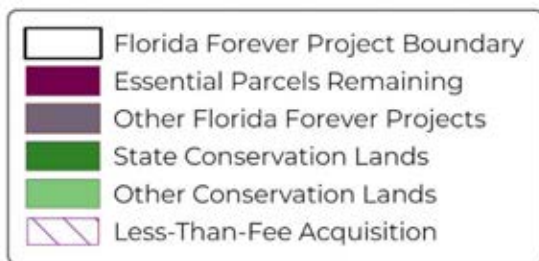 Florida Forever Project Boundary
Essential Parcels Remaining
Other Florida Forever Projects
State Conservation Lands
Other Conservation Lands
Less-Than-Fee Acquisition